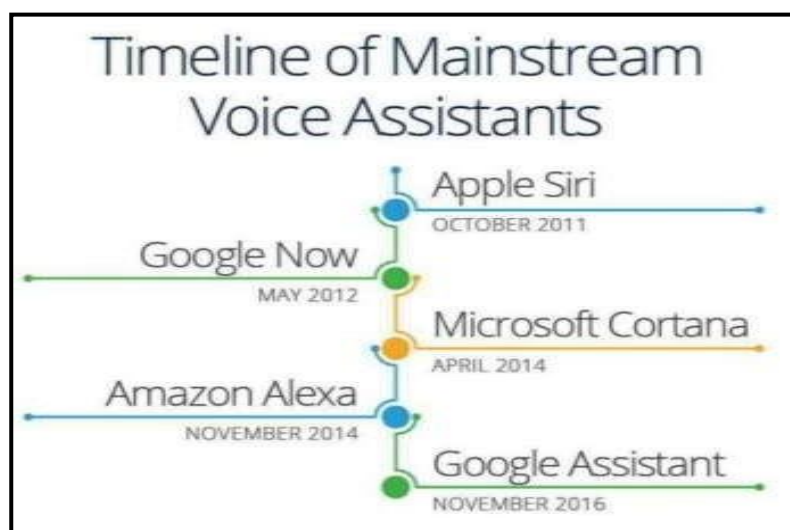 Timeline of Mainstream
Voice Assistants
Apple Siri
OCTOBER 2011
Google Now
MAY 2012
Microsoft Cortana
APRIL 2014
Amazon Alexa
NOVEMBER 2014
Google Assistant
NOVEMBER 2016